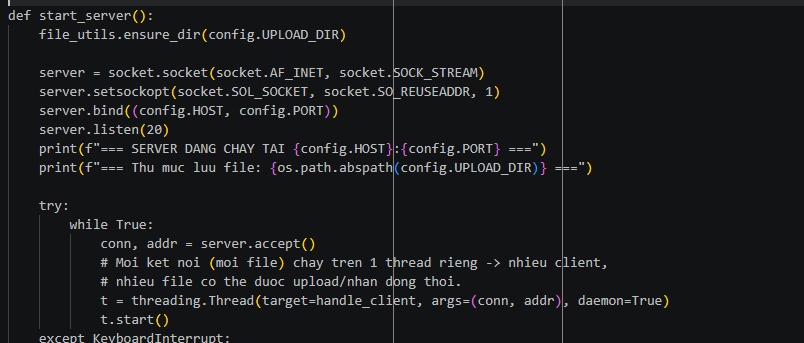 def start_server():
file_utils.ensure_dir(config.UPLOAD_DIR)
server = socket.socket(socket.AF_INET, socket.SOCK_STREAM)
server.setsockopt(socket.SOL_SOCKET, socket.SO_REUSEADDR, 1)
server.bind((config.HOST, config.PORT))
server.listen(20)
print(f"=== SERVER DANG CHAY TAI {config.HOST}:{config.PORT} ===")
print(f"=== Thu muc luu file: {os.path.abspath(config.UPLOAD_DIR)} ===")
try:
while True:
conn, addr = server.accept()
# Moi ket noi (moi file) chay tren 1 thread rieng -> nhieu client,
# nhieu file co the duoc upload/nhan dong thoi.
t = threading.Thread(target=handle_client, args=(conn, addr), daemon=True)
t.start()
except KeyboardInterrupt: